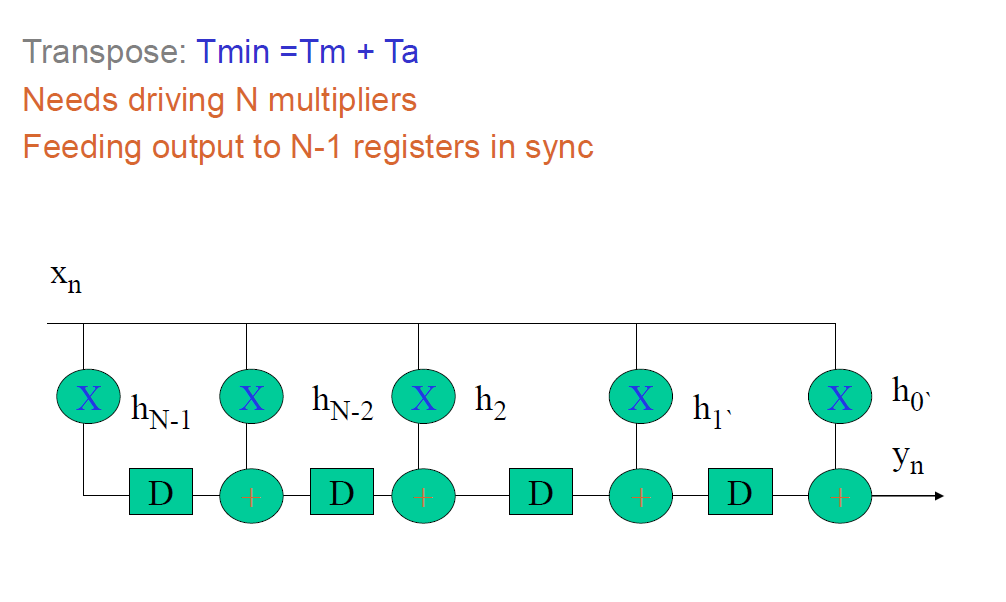 Transpose: Tmin =Tm + Ta
Needs driving N multipliers
Feeding output to N-1 registers in sync
xn
X hN-1 X hN-2 X h2 X h1` X h0`
yn
D + D + D + D +